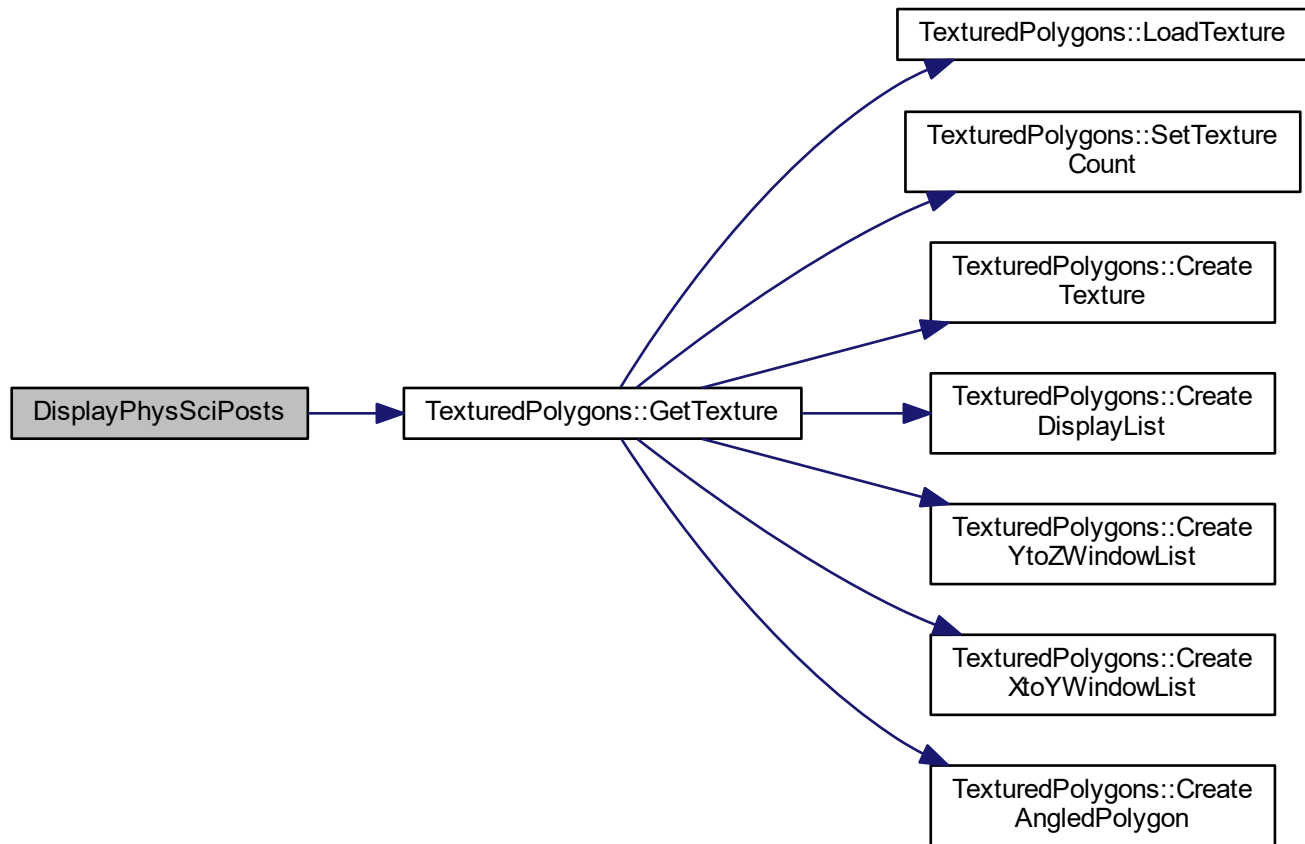 TexturedPolygons::LoadTexture
TexturedPolygons::SetTexture
Count
TexturedPolygons::Create
Texture
DisplayPhysSciPosts
TexturedPolygons::GetTexture
TexturedPolygons::Create
DisplayList
TexturedPolygons::Create
YtoZWindowList
TexturedPolygons::Create
XtoYWindowList
TexturedPolygons::Create
AngledPolygon